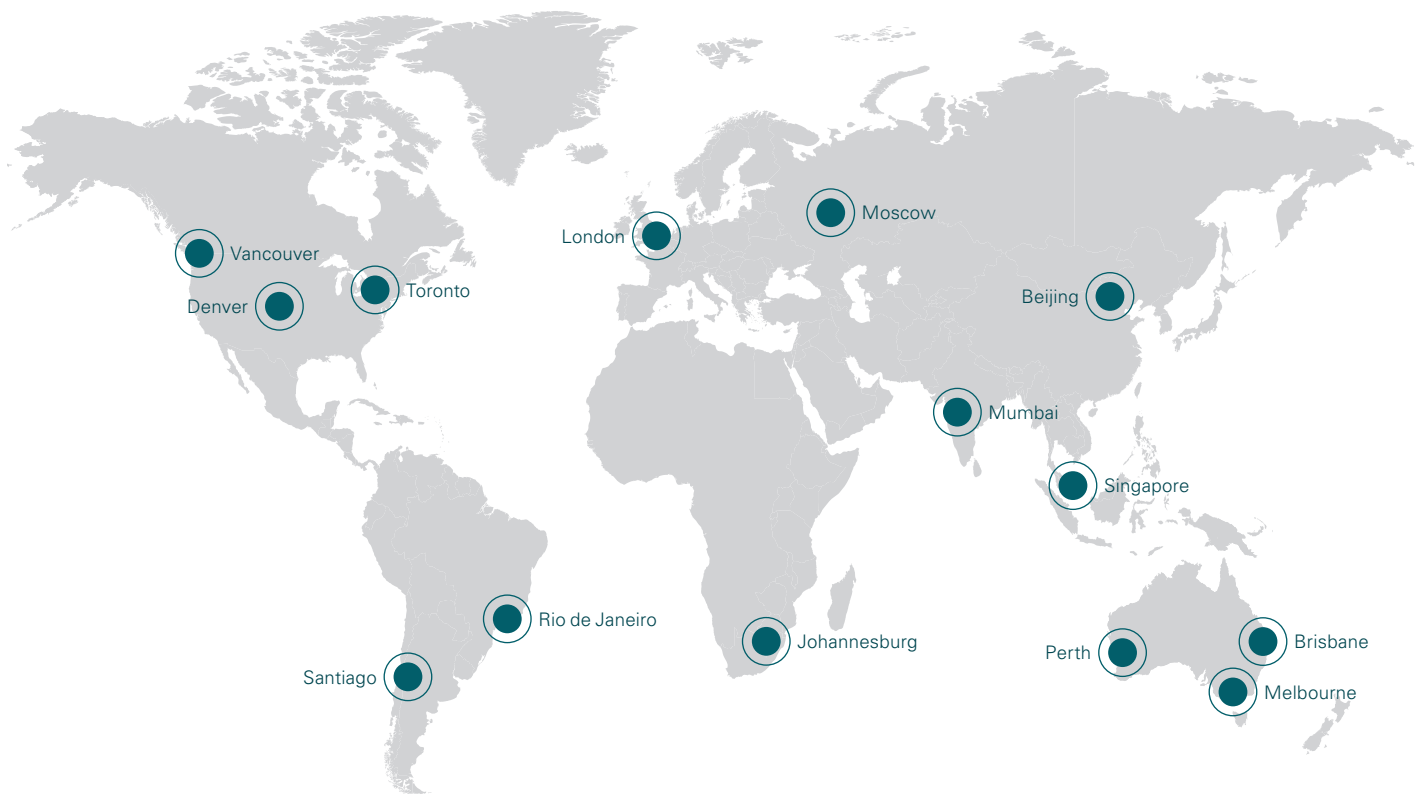 Moscow
London
Vancouver
Toronto
Beijing
Denver
Mumbai
Singapore
Rio de Janeiro
Johannesburg
Brisbane
Perth
Santiago
Melbourne